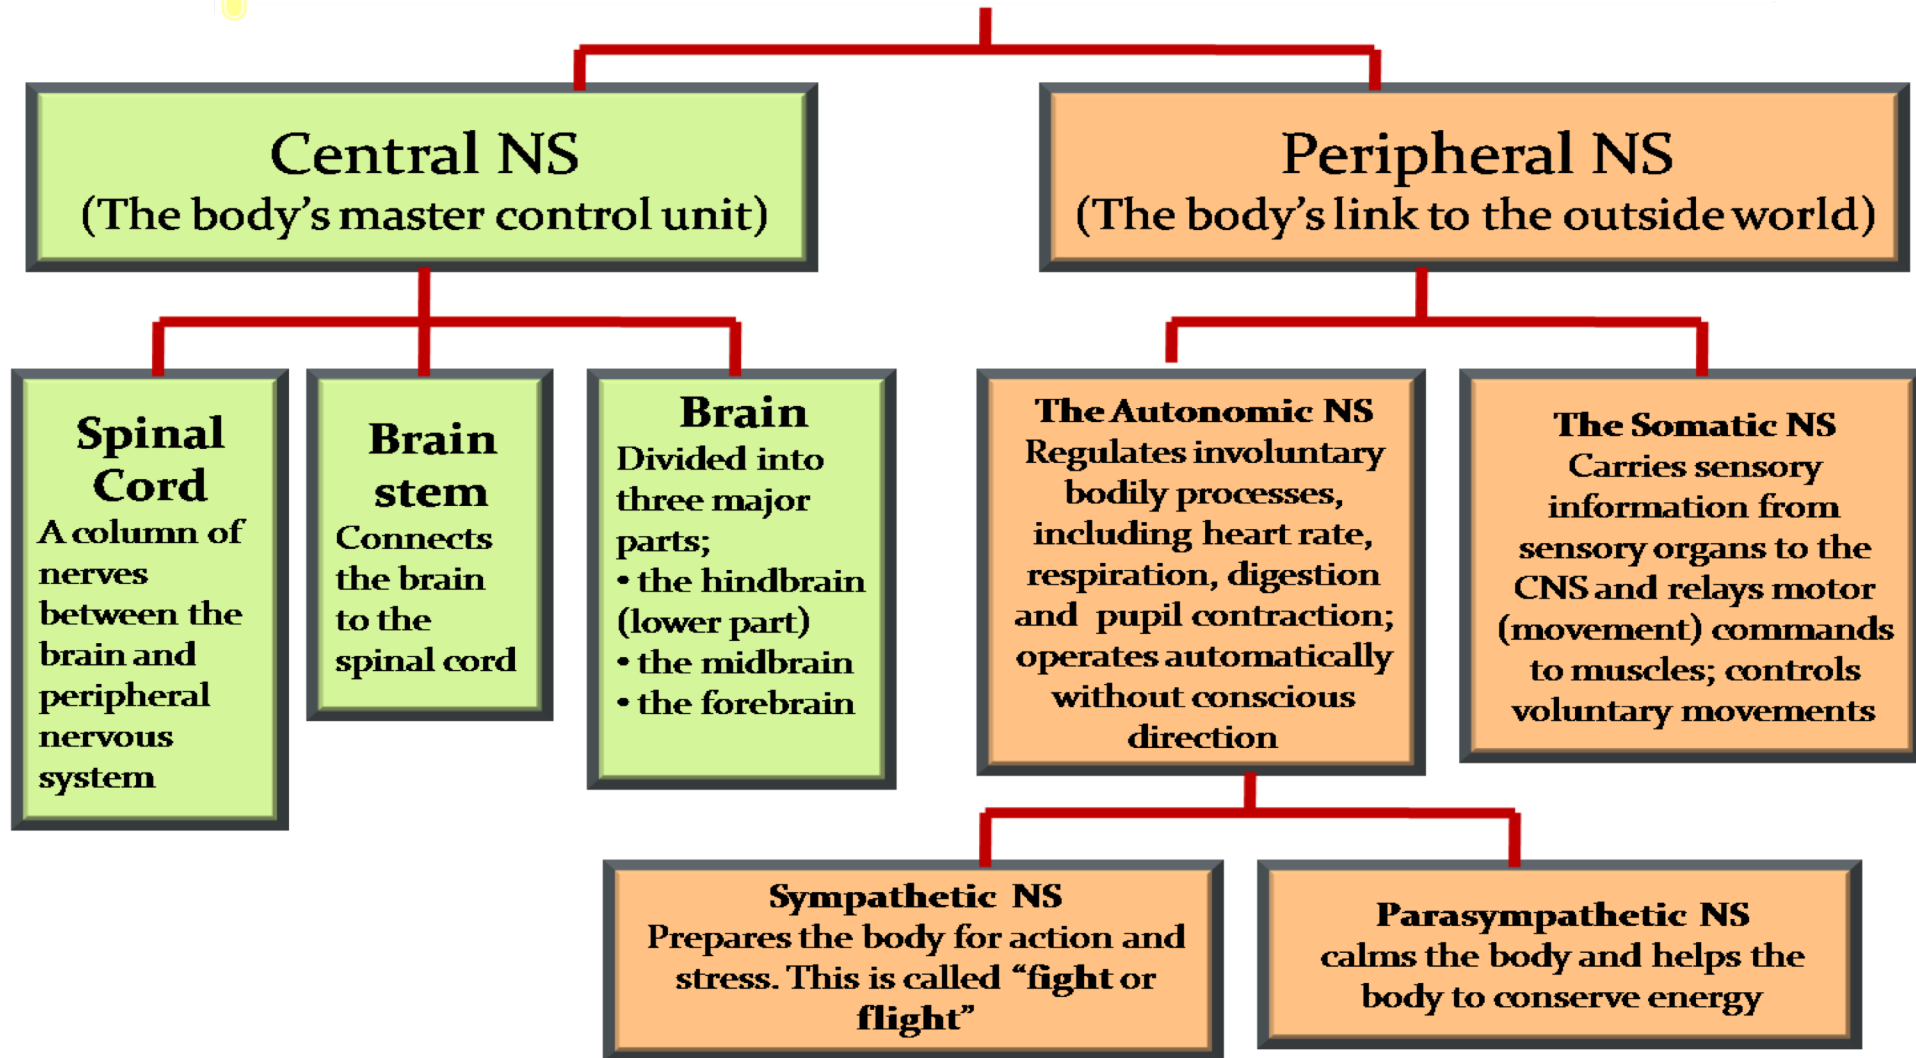 Central NS
(The body's master control unit)
Peripheral NS
(The body's link to the outside world)
Spinal
Cord
A column of
nerves
between the
brain and
peripheral
nervous
system
Brain
stem
Connects
the brain
to the
spinal cord
Brain
Divided into
three major
parts;
• the hindbrain
(lower part)
• the midbrain
• the forebrain
The Autonomic NS
Regulates involuntary
bodily processes,
including heart rate,
respiration, digestion
and pupil contraction;
operates automatically
without conscious
direction
The Somatic NS
Carries sensory
information from
sensory organs to the
CNS and relays motor
(movement) commands
to muscles; controls
voluntary movements
Sympathetic NS
Prepares the body for action and
stress. This is called “fight or
flight”
Parasympathetic NS
calms the body and helps the
body to conserve energy